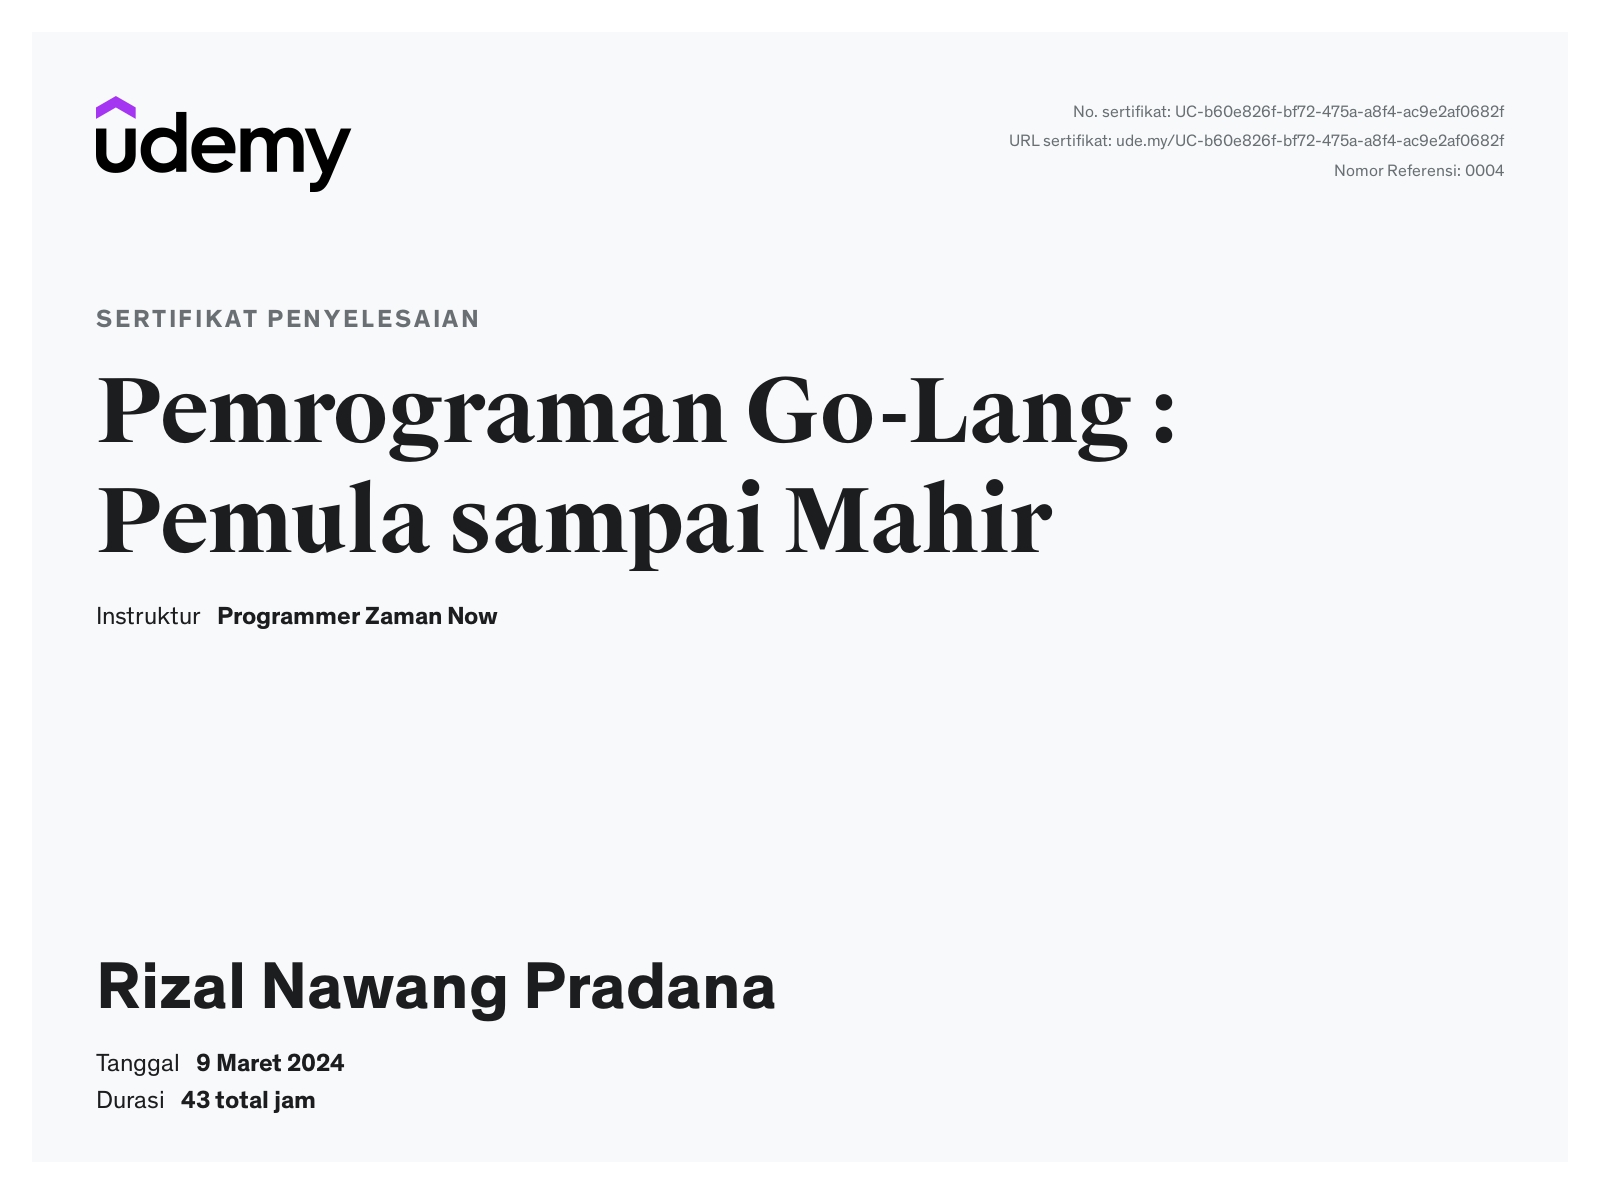 udemy
No. sertifikat: UC-b60e826f-bf72-475a-a8f4-ac9e2af0682f
URL sertifikat: ude.my/UC-b60e826f-bf72-475a-a8f4-ac9e2af0682f
Nomor Referensi: 0004
SERTIFIKAT PENYELESAIAN
Pemrograman Go-Lang :
Pemula sampai Mahir
Instruktur Programmer Zaman Now
Rizal Nawang Pradana
Tanggal 9 Maret 2024
Durasi 43 total jam